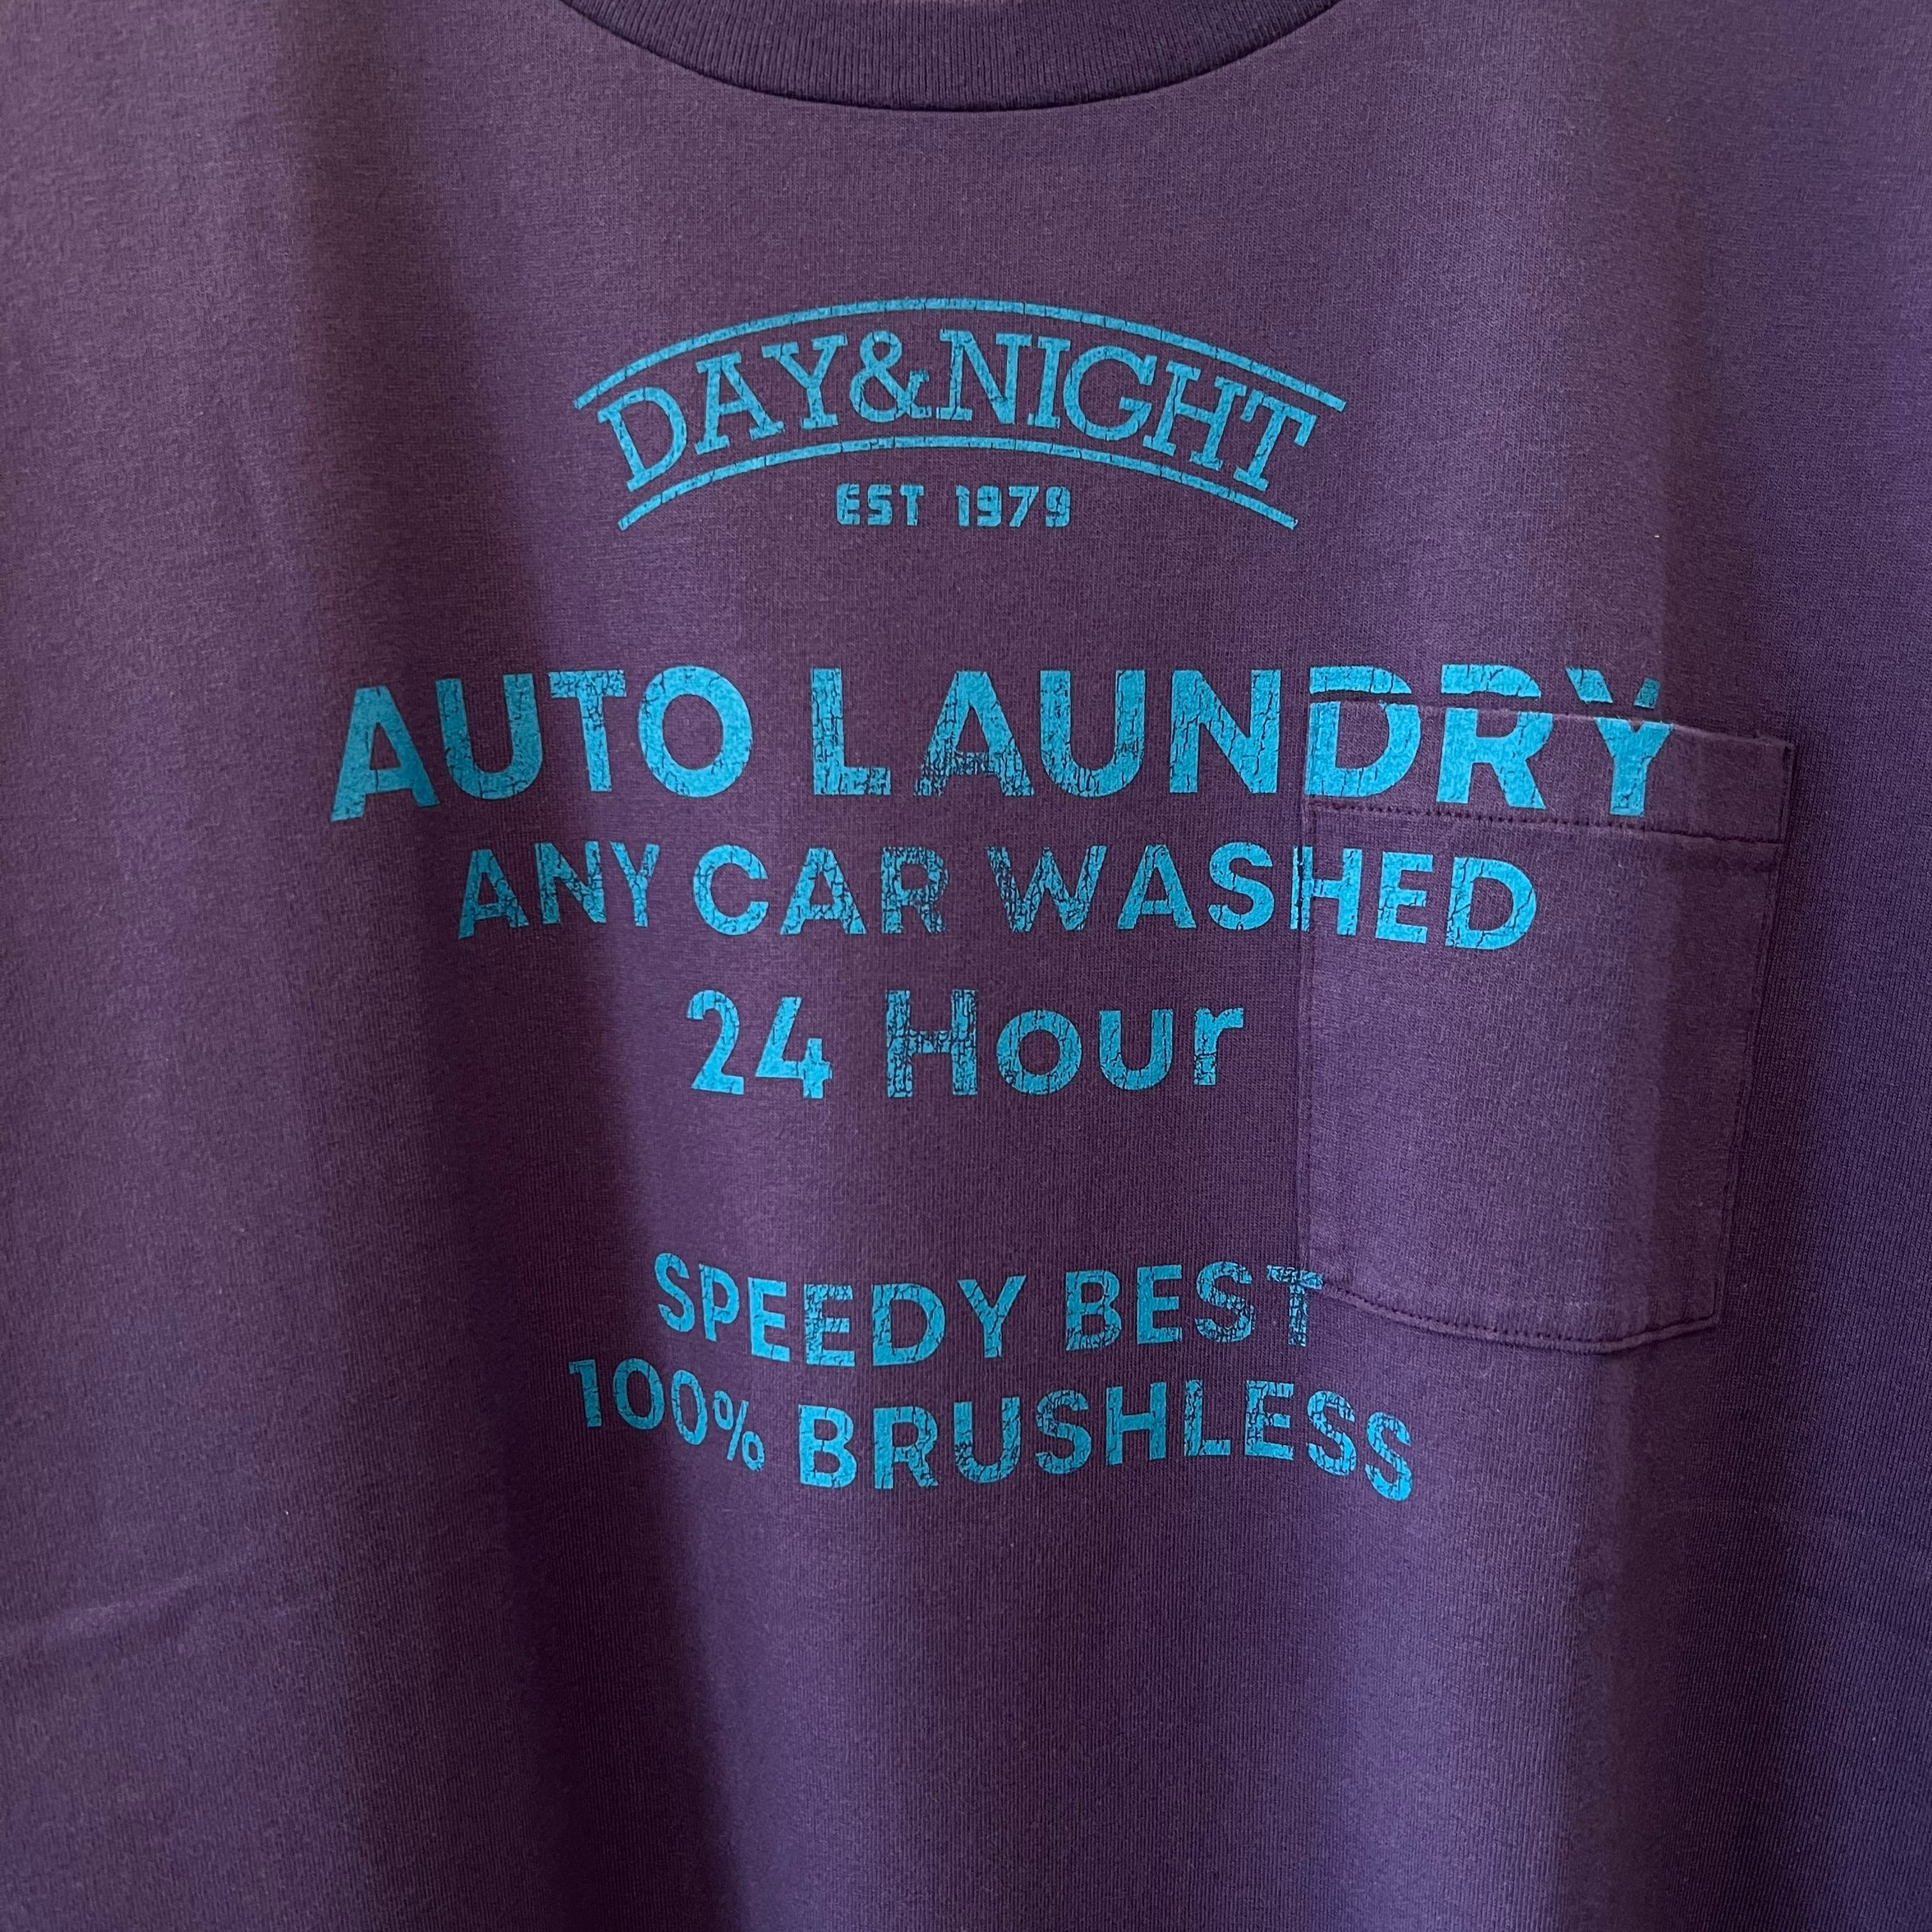 DAY&NIGHT
EST 1979
AUTO LAUNDRY
ANY CAR WASHED
24 Hour
SPEEDY BEST
100% BRUSHLESS